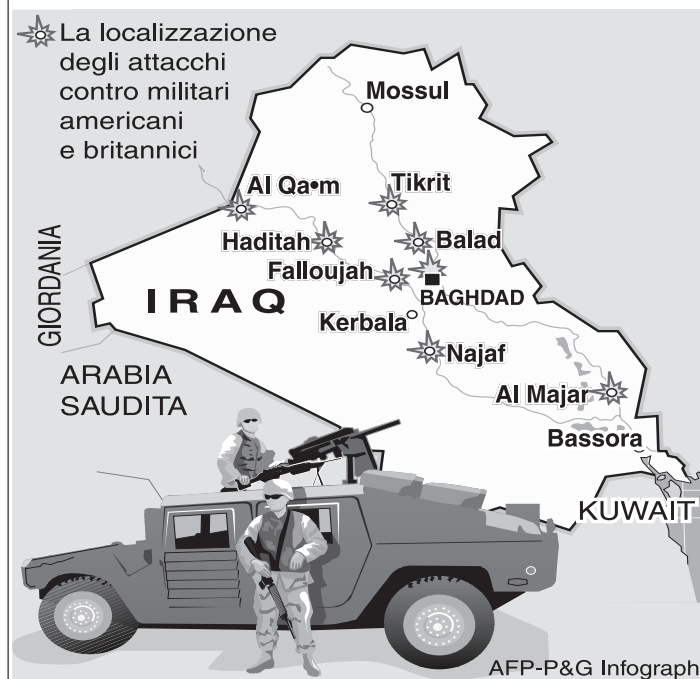 La localizzazione
degli attacchi
contro militari
americani
e britannici
Mossul
Al Qa•m
Tikrit
Haditah
Balad
Falloujah
GIORDANIA
IRAQ
BAGHDAD
Kerbala
Najaf
ARABIA
SAUDITA
Al Majar
Bassora
KUWAIT
AFP-P&G Infograph